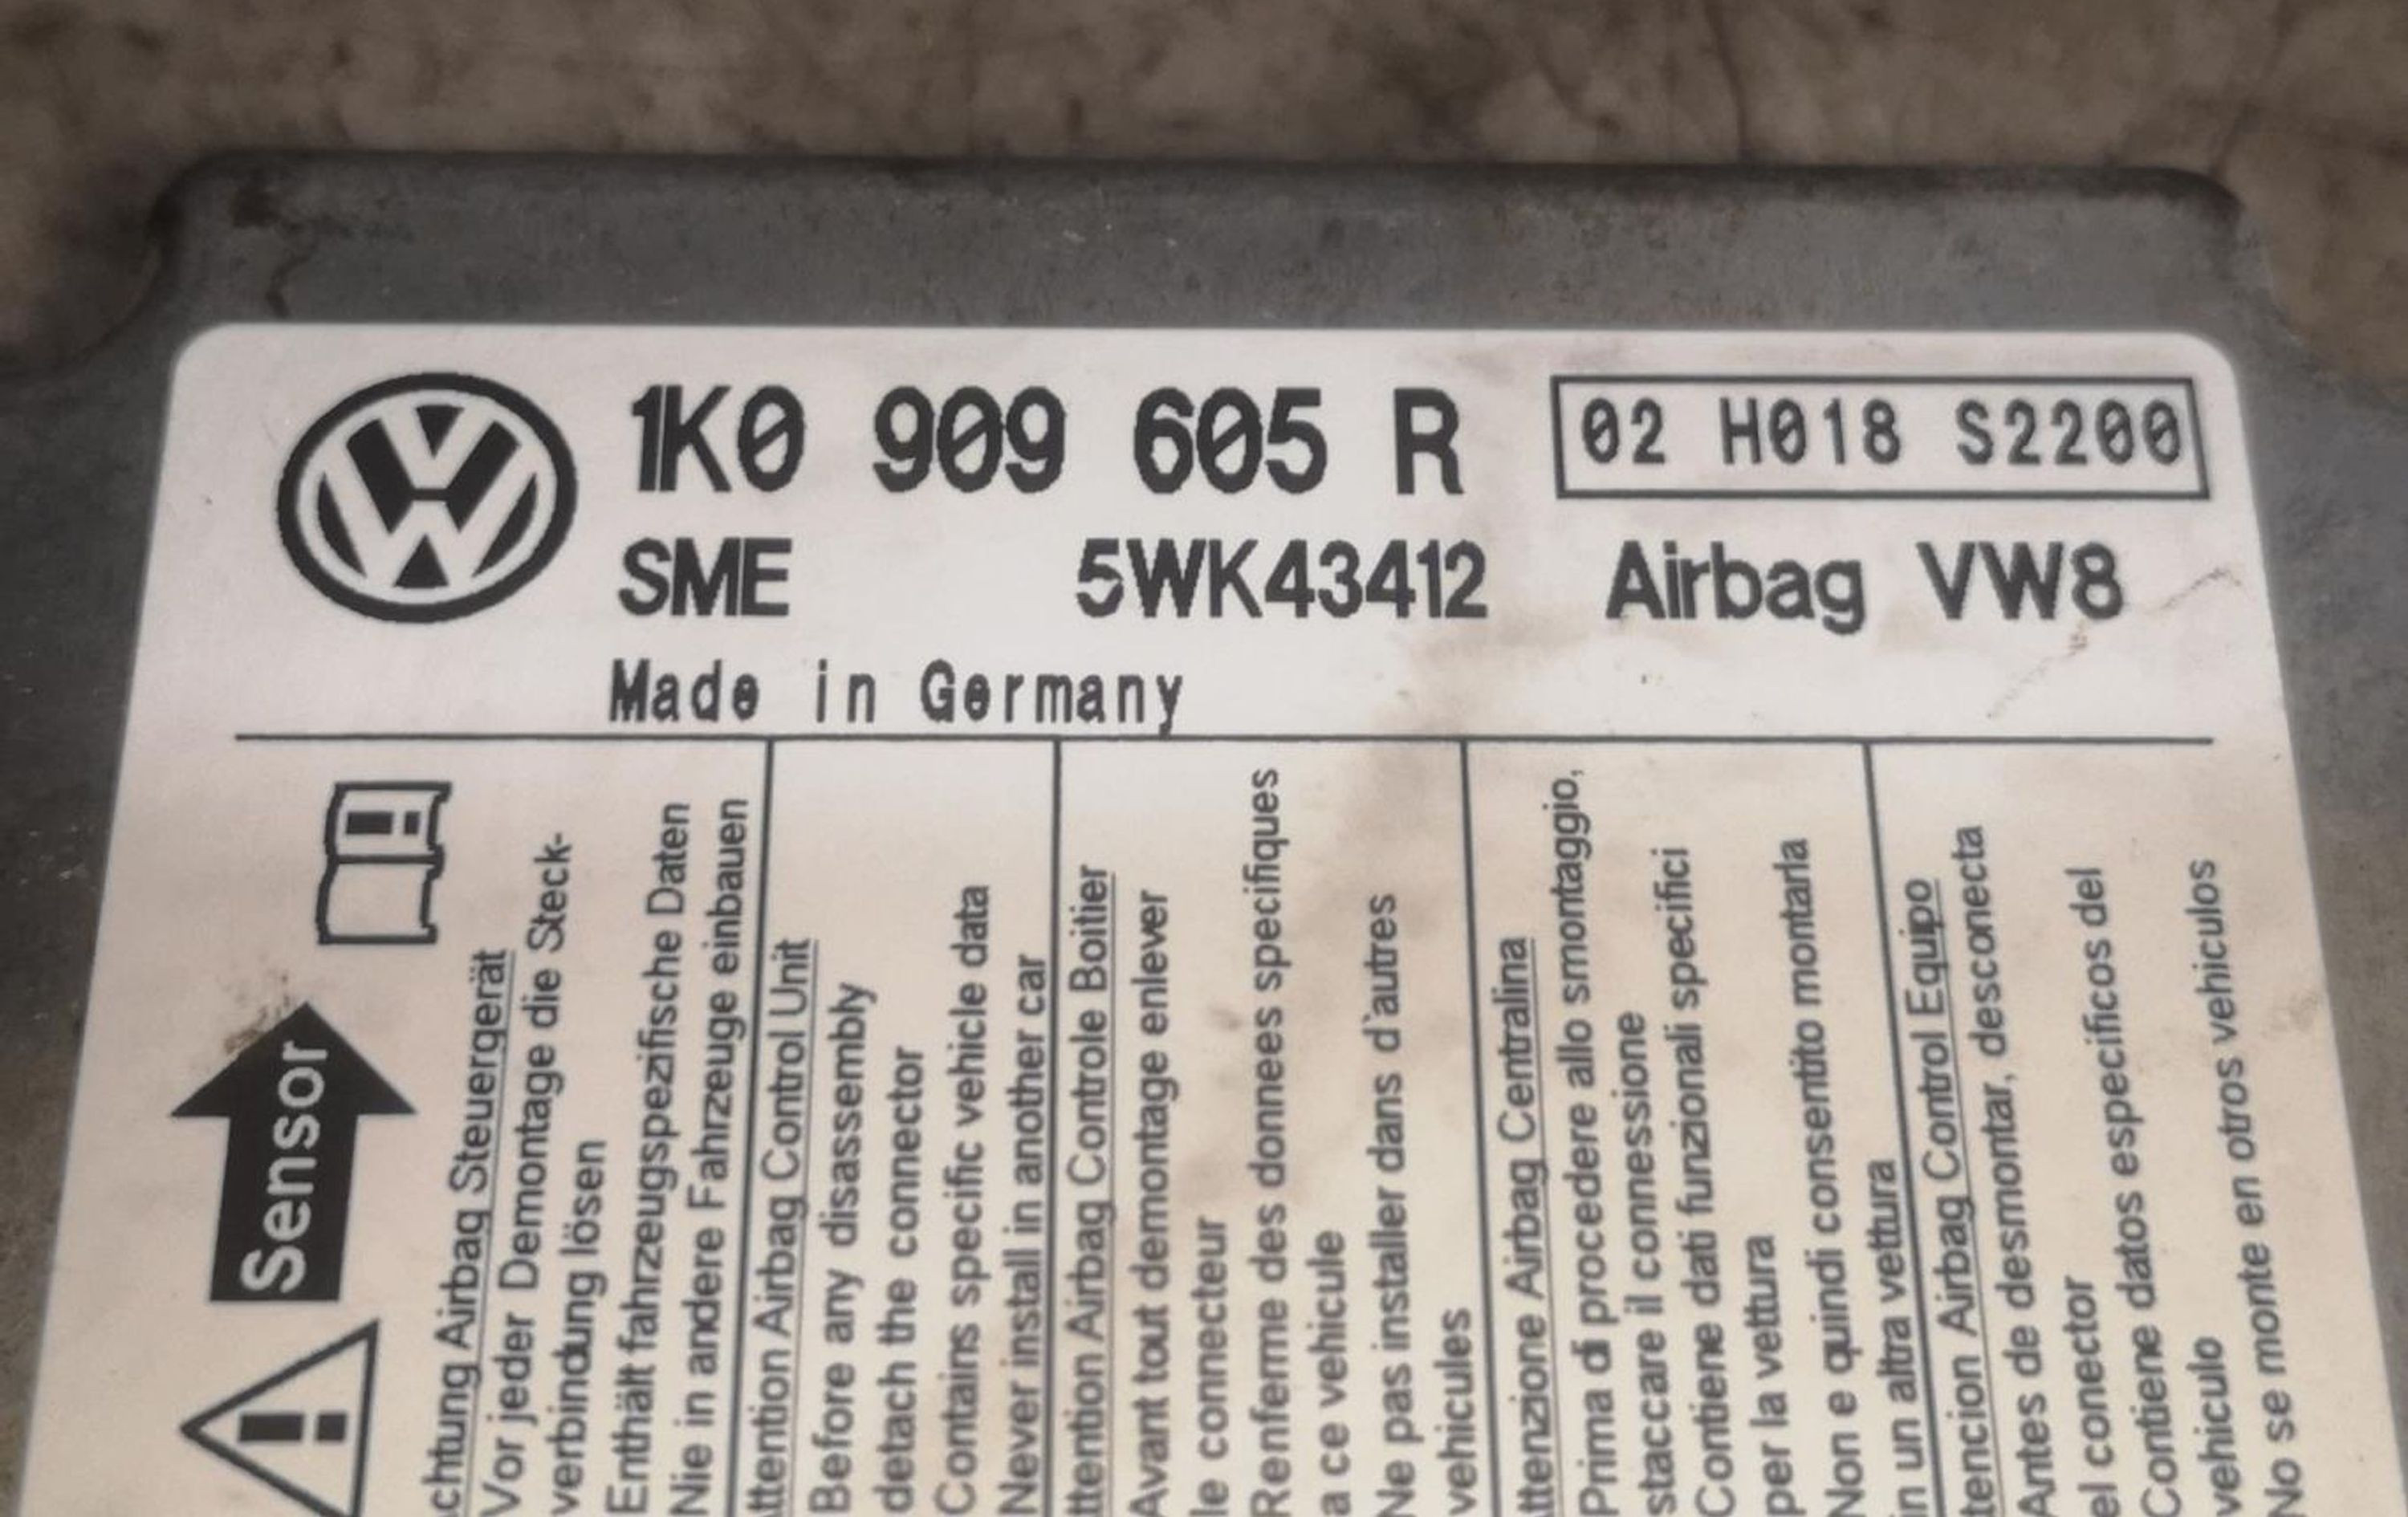 1K0 909 605 R 02 H018 S2200
SME 5WK43412 Airbag VW8
Made in Germany
Sensor
chtung Airbag Steuergerät
Vor jeder Demontage die Steck-
verbindung lösen
Enthält fahrzeugspezifische Daten
Nie in andere Fahrzeuge einbauen
ttention Airbag Control Unit
Before any disassembly
detach the connector
Contains specific vehicle data
Never install in another car
ttention Airbag Controle Boitier
Avant tout demontage enlever
le connecteur
Renferme des donnees specifiques
a ce vehicule
Ne pas installer dans d'autres
vehicules
ttenzione Airbag Centralina
Prima di procedere allo smontaggio,
staccare il connessione
Contiene dati funzionali specifici
per la vettura
Non e quindi consentito montarla
in un altra vettura
tencion Airbag Control Equipo
Antes de desmontar, desconecta
el conector
Contiene datos especificos del
vehiculo
No se monte en otros vehiculos